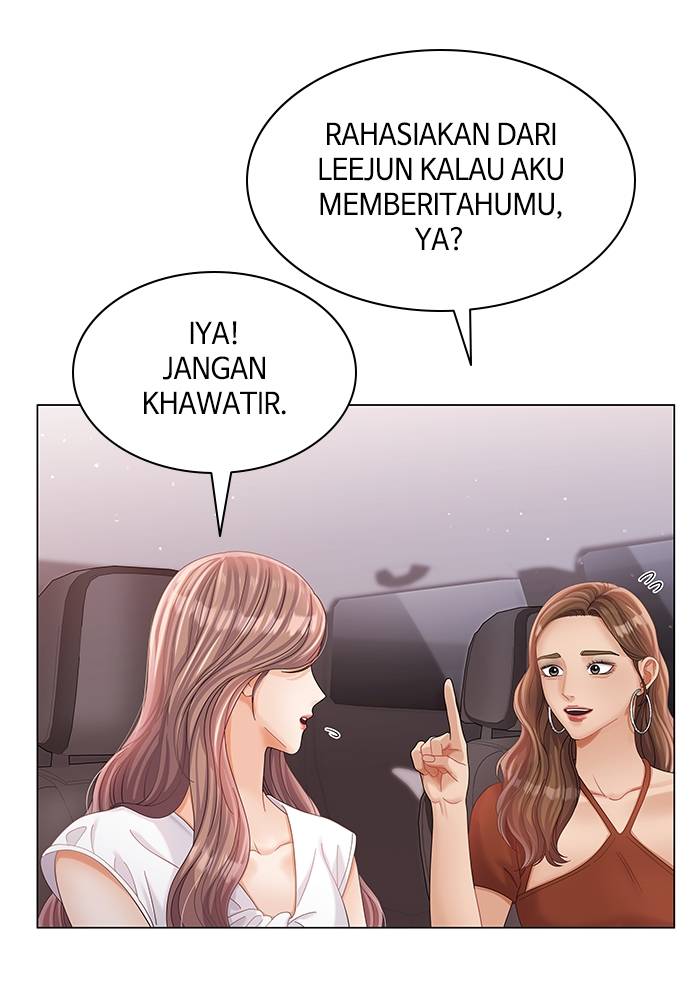 RAHASIAKAN DARI
LEEJUN KALAU AKU
MEMBERITAHUMU,
YA?
IYA!
JANGAN
KHAWATIR.